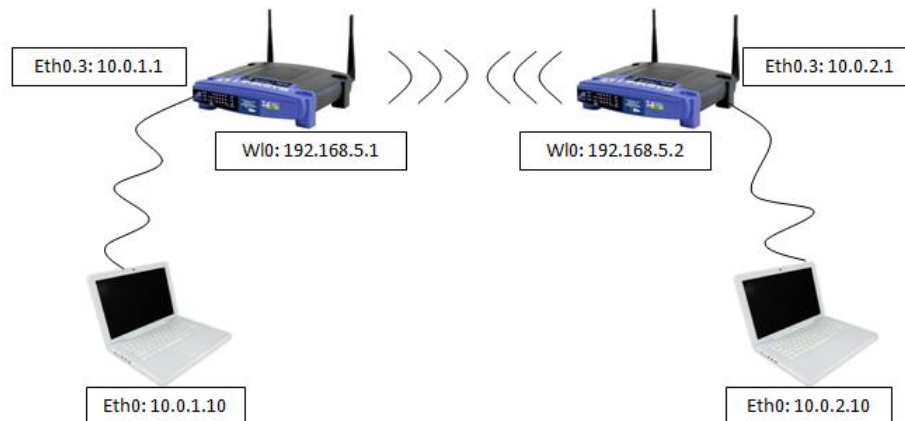 Eth0.3: 10.0.1.1
Eth0.3: 10.0.2.1
Wl0: 192.168.5.1
Wl0: 192.168.5.2
Eth0: 10.0.1.10
Eth0: 10.0.2.10